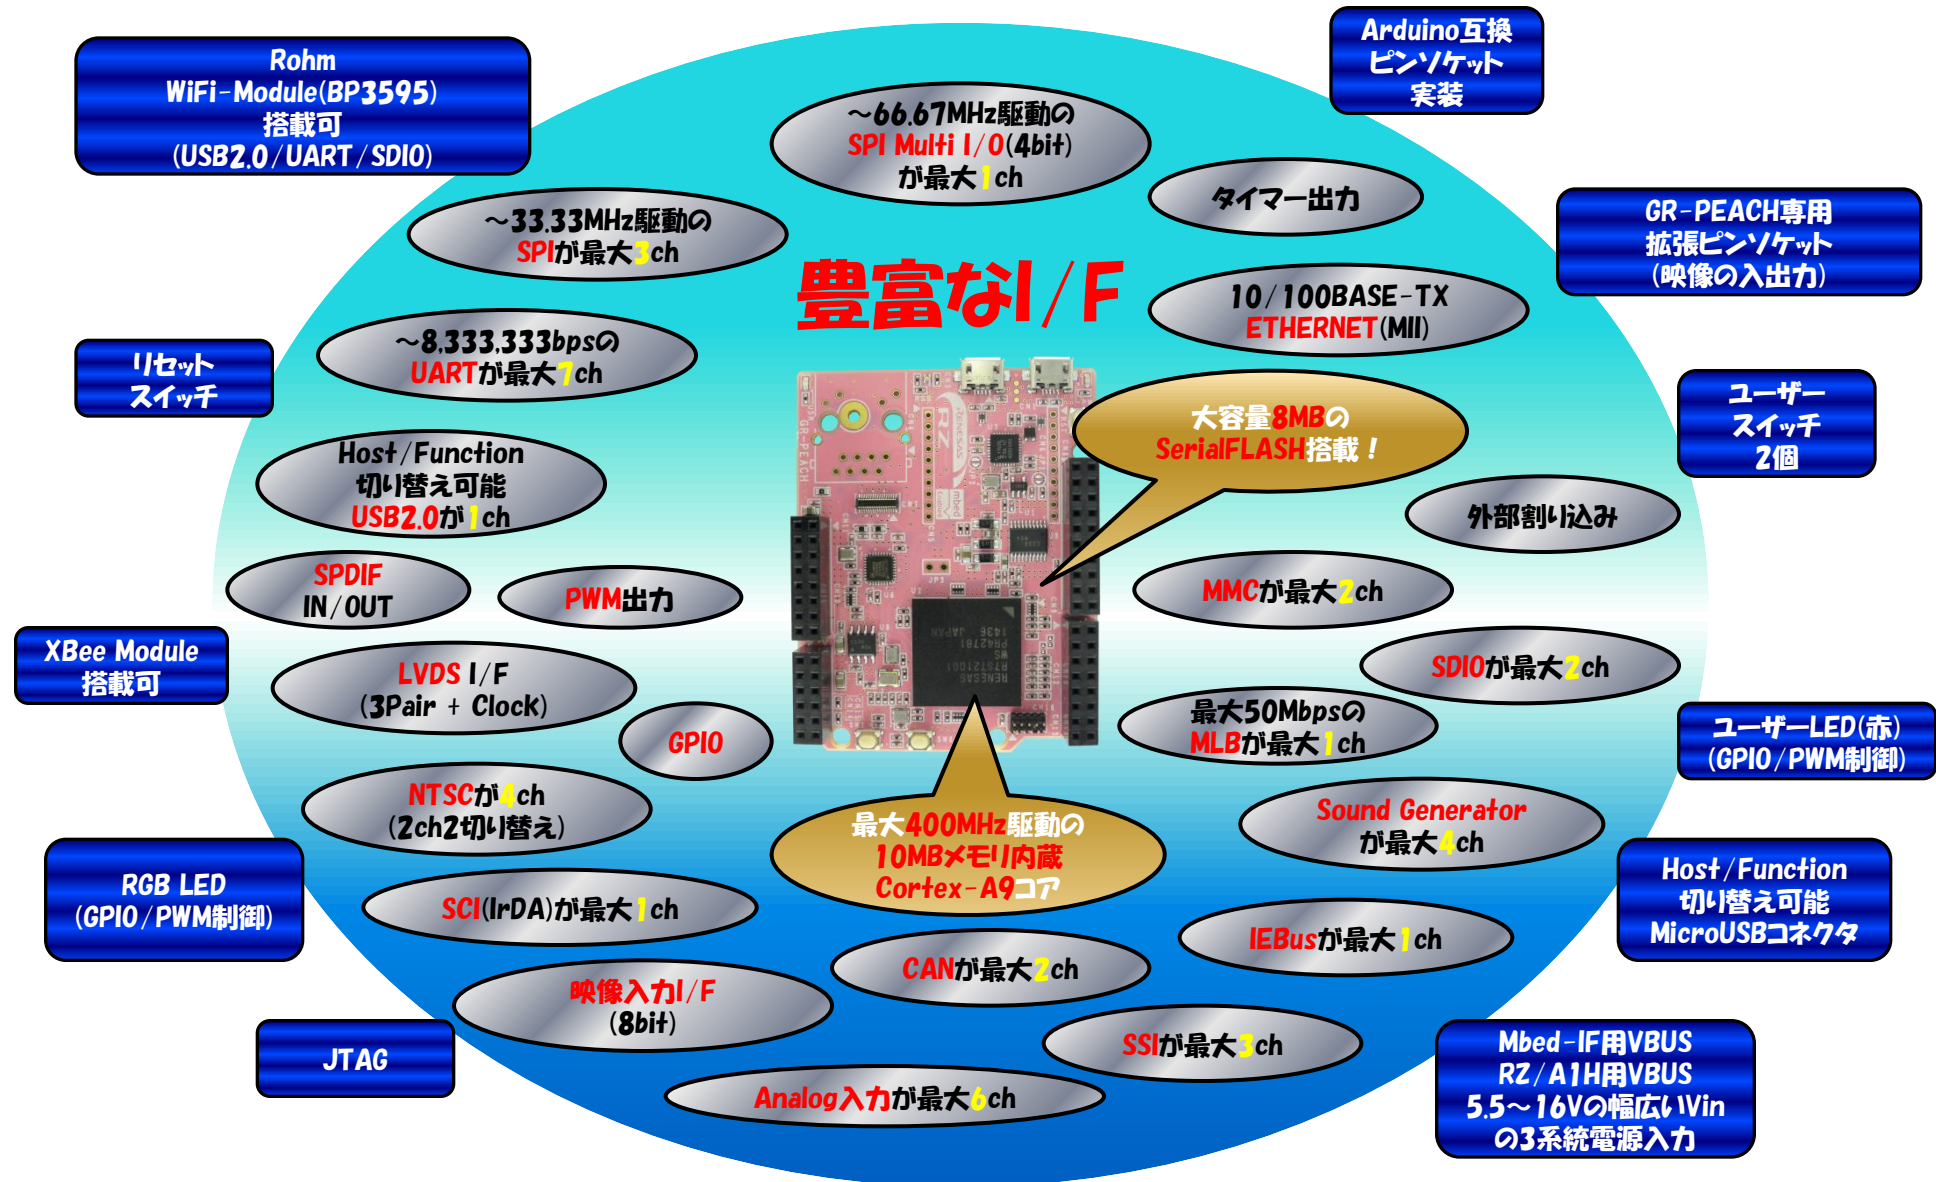 Rohm
WiFi-Module(BP3595)
搭載可
(USB2.0/UART/SDIO)
Arduino互換
ピンソケット
実装
～66.67MHz駆動の
SPI Multi I/O(4bit)
が最大1ch
タイマー出力
～33.33MHz駆動の
SPIが最大3ch
GR-PEACH専用
拡張ピンソケット
(映像の入出力)
豊富なI/F
10/100BASE-TX
ETHERNET(MII)
～8,333,333bpsの
UARTが最大7ch
リセット
スイッチ
大容量8MBの
SerialFLASH搭載！
ユーザー
スイッチ
2個
Host/Function
切り替え可能
USB2.0が1ch
外部割り込み
SPDIF
IN/OUT
PWM出力
MMCが最大2ch
XBee Module
搭載可
LVDS I/F
(3Pair + Clock)
SDIOが最大2ch
GPIO
最大50Mbpsの
MLBが最大1ch
ユーザーLED(赤)
(GPIO/PWM制御)
NTSCが4ch
(2ch2切り替え)
最大400MHz駆動の
10MBメモリ内蔵
Cortex-A9コア
Sound Generator
が最大4ch
RGB LED
(GPIO/PWM制御)
SCI(IrDA)が最大1ch
Host/Function
切り替え可能
MicroUSBコネクタ
IEBusが最大1ch
CANが最大2ch
映像入力I/F
(8bit)
SSIが最大3ch
JTAG
Analog入力が最大6ch
Mbed-IF用VBUS
RZ/A1H用VBUS
5.5～16Vの幅広いVin
の3系統電源入力
GR-PEACH
RENESAS
RZ
mbed
JP3
RENESAS
R7S721001
JAPAN
1436